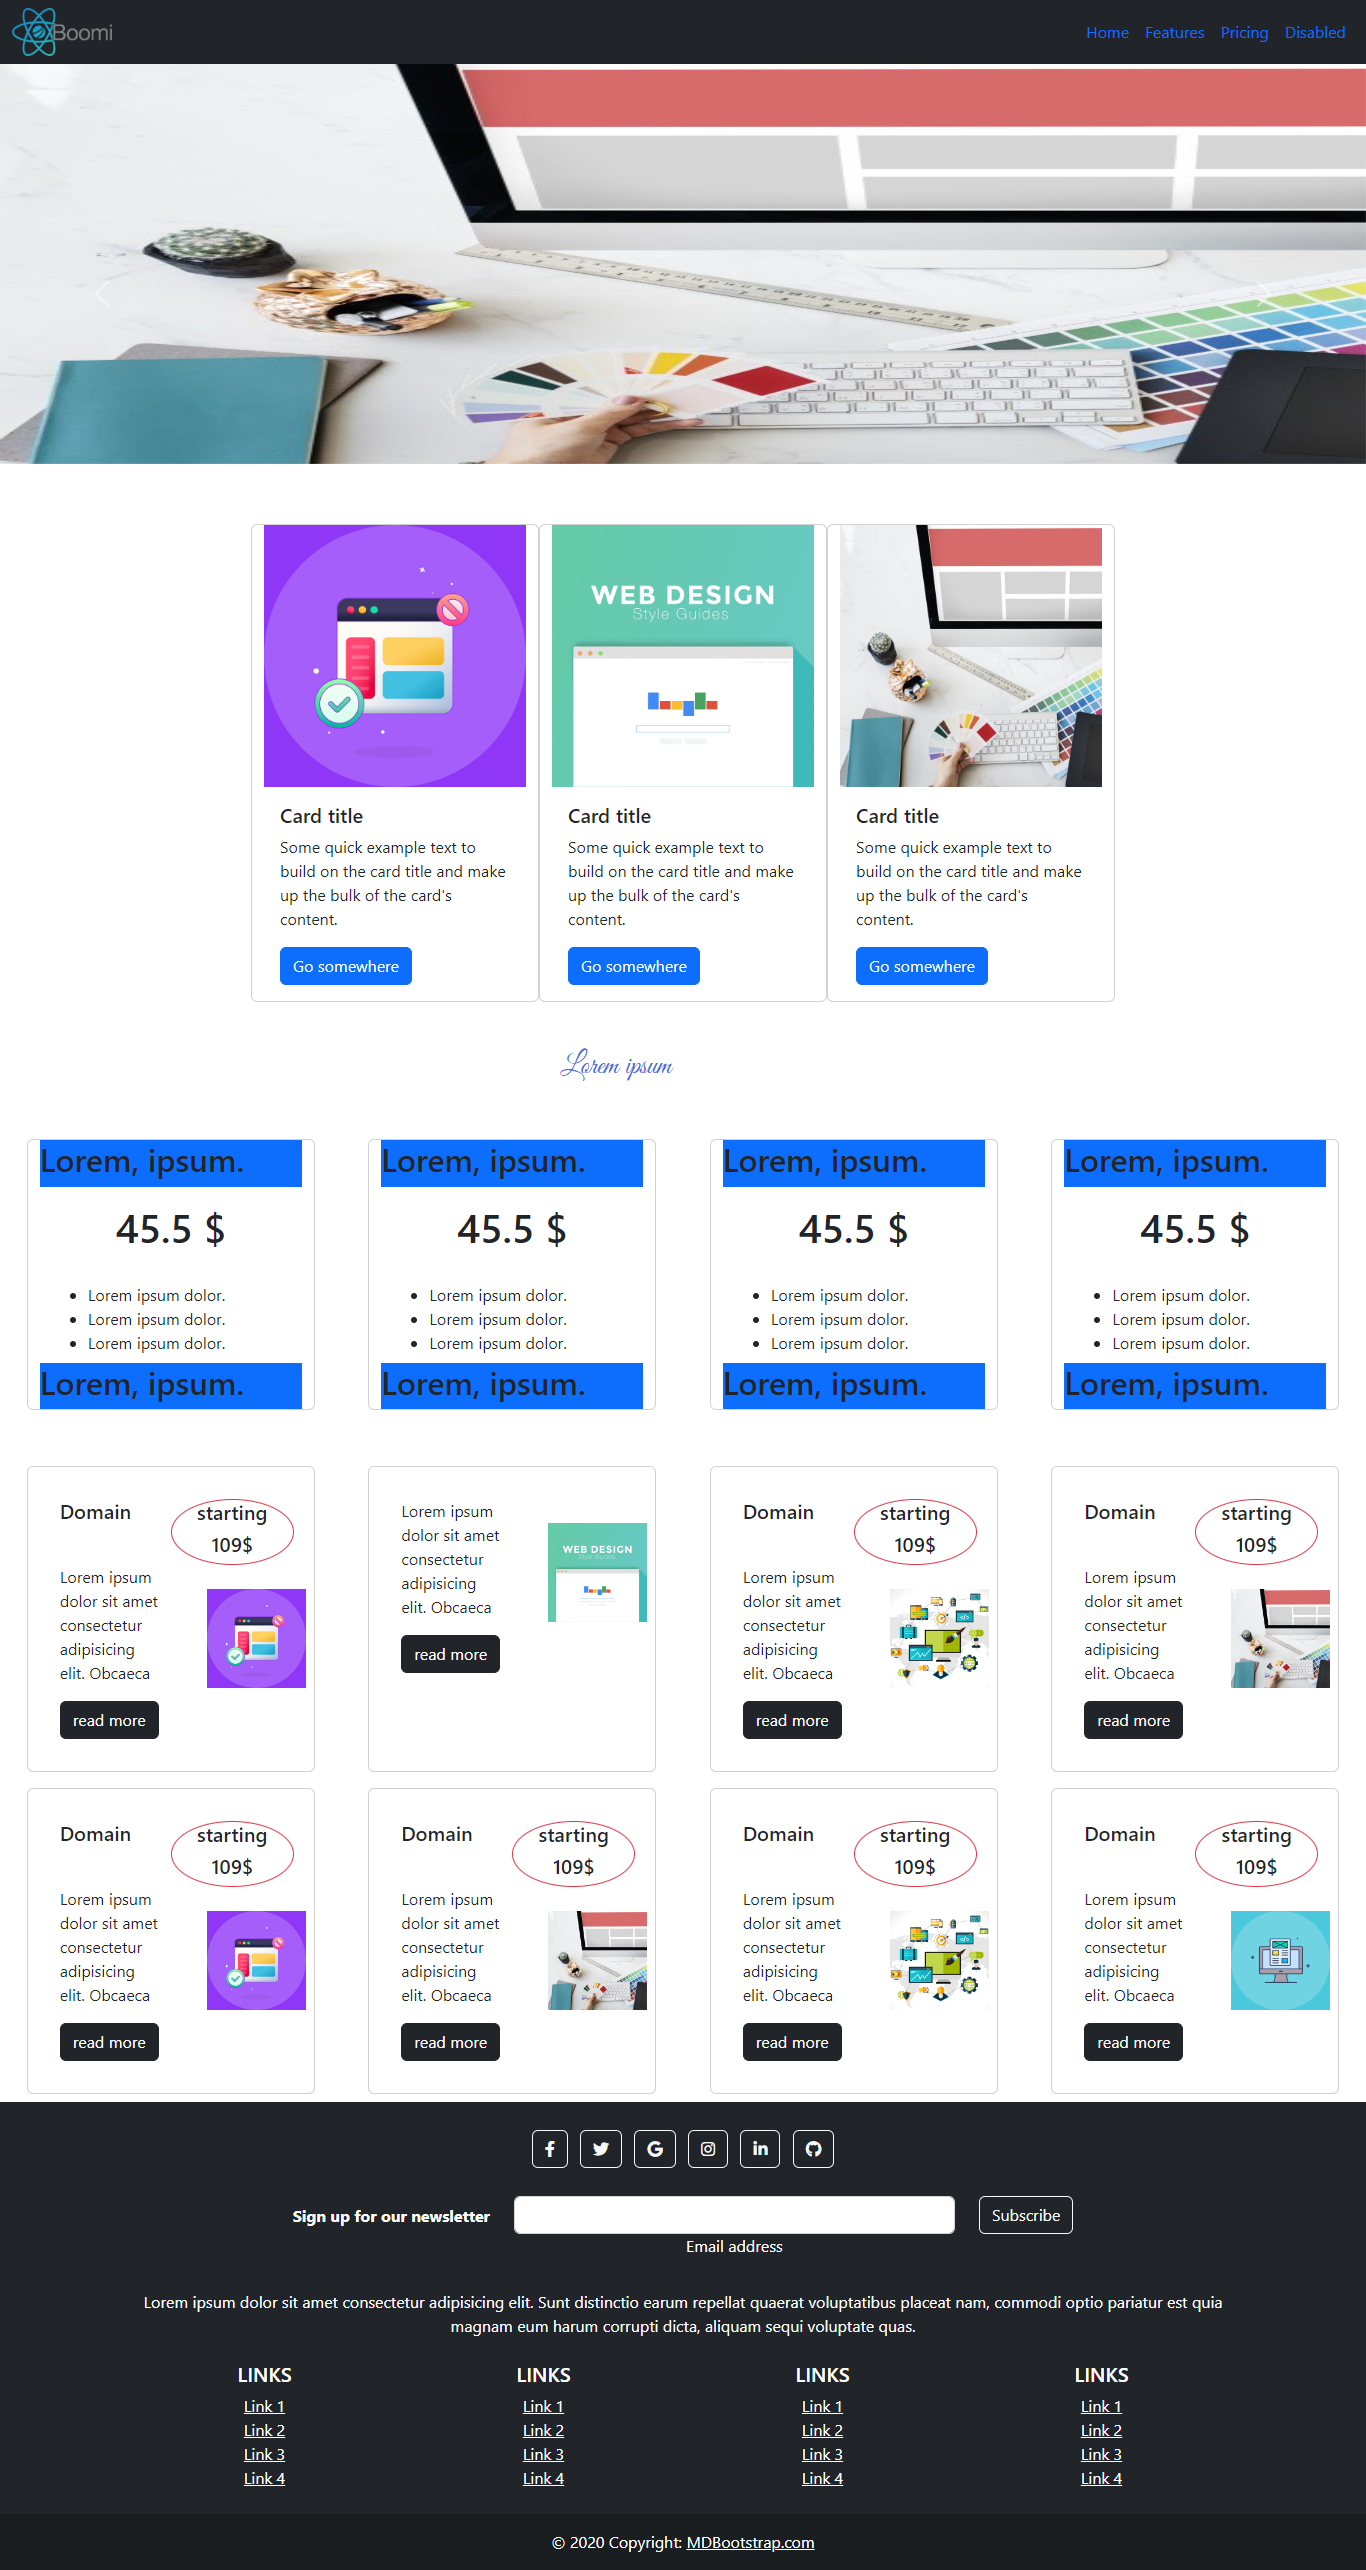 Boomi
Home Features Pricing Disabled
WEB DESIGN
Style Guides
Card title
Some quick example text to
build on the card title and make
up the bulk of the card's
content.
Go somewhere
Card title
Some quick example text to
build on the card title and make
up the bulk of the card's
content.
Go somewhere
Card title
Some quick example text to
build on the card title and make
up the bulk of the card's
content.
Go somewhere
Lorem ipsum
Lorem, ipsum.
45.5 $
Lorem ipsum dolor.
Lorem ipsum dolor.
Lorem ipsum dolor.
Lorem, ipsum.
Lorem, ipsum.
45.5 $
Lorem ipsum dolor.
Lorem ipsum dolor.
Lorem ipsum dolor.
Lorem, ipsum.
Lorem, ipsum.
45.5 $
Lorem ipsum dolor.
Lorem ipsum dolor.
Lorem ipsum dolor.
Lorem, ipsum.
Lorem, ipsum.
45.5 $
Lorem ipsum dolor.
Lorem ipsum dolor.
Lorem ipsum dolor.
Lorem, ipsum.
Domain
starting
109$
Lorem ipsum
dolor sit amet
consectetur
adipisicing
elit. Obcaeca
read more
Lorem ipsum
dolor sit amet
consectetur
adipisicing
elit. Obcaeca
read more
WEB DESIGN
Style Guides
Domain
starting
109$
Lorem ipsum
dolor sit amet
consectetur
adipisicing
elit. Obcaeca
read more
Domain
starting
109$
Lorem ipsum
dolor sit amet
consectetur
adipisicing
elit. Obcaeca
read more
Domain
starting
109$
Lorem ipsum
dolor sit amet
consectetur
adipisicing
elit. Obcaeca
read more
Domain
starting
109$
Lorem ipsum
dolor sit amet
consectetur
adipisicing
elit. Obcaeca
read more
Domain
starting
109$
Lorem ipsum
dolor sit amet
consectetur
adipisicing
elit. Obcaeca
read more
Domain
starting
109$
Lorem ipsum
dolor sit amet
consectetur
adipisicing
elit. Obcaeca
read more
Sign up for our newsletter
Email address
Subscribe
Lorem ipsum dolor sit amet consectetur adipisicing elit. Sunt distinctio earum repellat quaerat voluptatibus placeat nam, commodi optio pariatur est quia
magnam eum harum corrupti dicta, aliquam sequi voluptate quas.
LINKS
Link 1
Link 2
Link 3
Link 4
LINKS
Link 1
Link 2
Link 3
Link 4
LINKS
Link 1
Link 2
Link 3
Link 4
LINKS
Link 1
Link 2
Link 3
Link 4
© 2020 Copyright: MDBootstrap.com